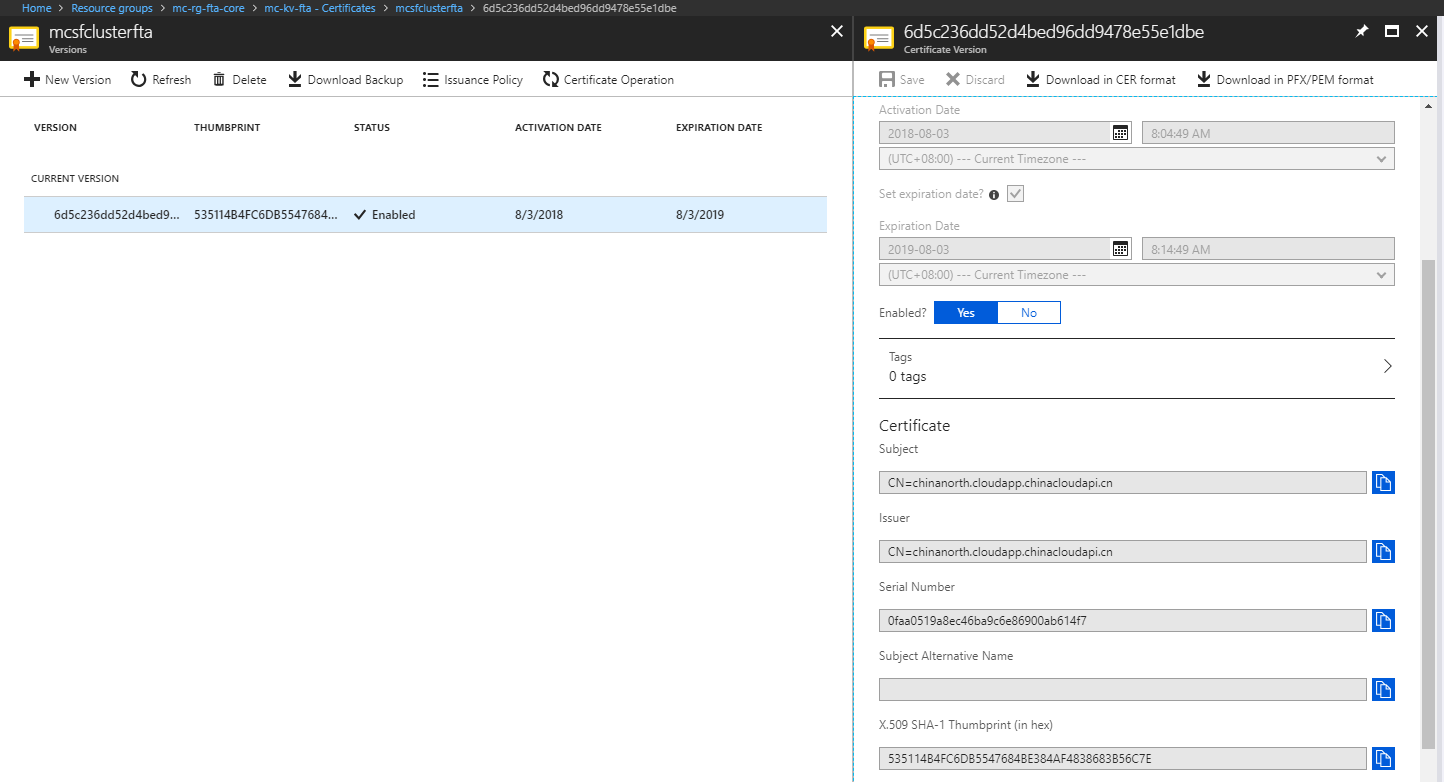 Home > Resource groups > mc-rg-fta-core > mc-kv-fta - Certificates > mcsfclusterfta > 6d5c236dd52d4bed96dd9478e55e1dbe
mcsfclusterfta
Versions
New Version Refresh Delete Download Backup Issuance Policy Certificate Operation
VERSION THUMBPRINT STATUS ACTIVATION DATE EXPIRATION DATE
CURRENT VERSION
6d5c236dd52d4bed9... 535114B4FC6DB5547684... Enabled 8/3/2018 8/3/2019
6d5c236dd52d4bed96dd9478e55e1dbe
Certificate Version
Save Discard Download in CER format Download in PFX/PEM format
Activation Date
2018-08-03 8:04:49 AM
(UTC+08:00) --- Current Timezone ---
Set expiration date?
Expiration Date
2019-08-03 8:14:49 AM
(UTC+08:00) --- Current Timezone ---
Enabled? Yes No
Tags
0 tags
Certificate
Subject
CN=chinanorth.cloudapp.chinacloudapi.cn
Issuer
CN=chinanorth.cloudapp.chinacloudapi.cn
Serial Number
0faa0519a8ec46ba9c6e86900ab614f7
Subject Alternative Name
X.509 SHA-1 Thumbprint (in hex)
535114B4FC6DB5547684BE384AF4838683B56C7E